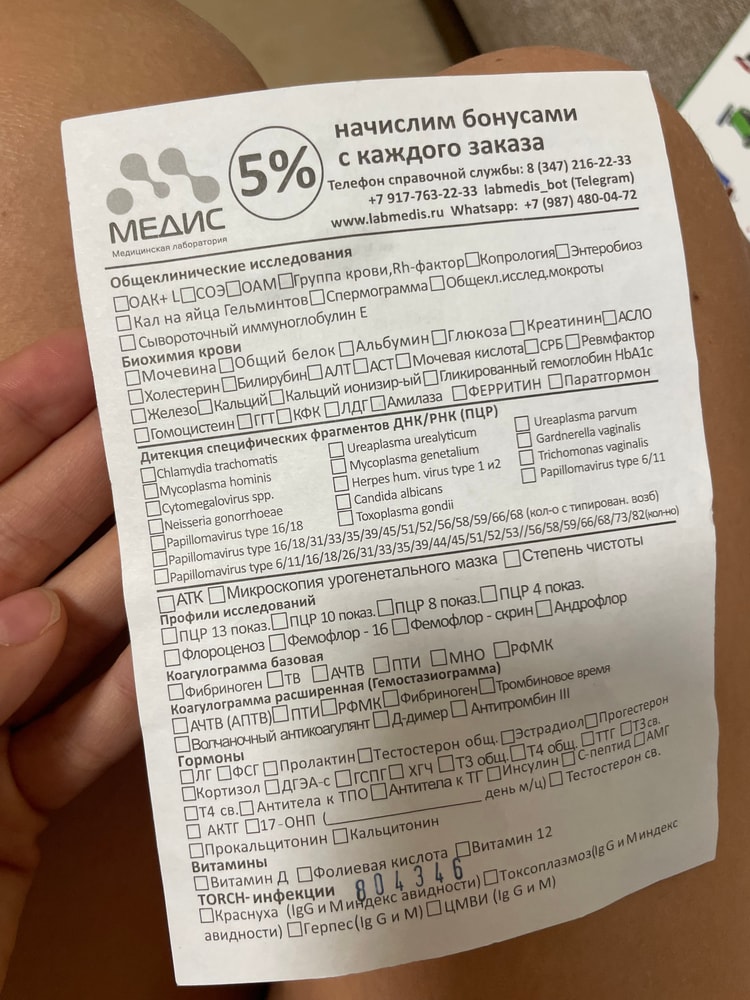 МЕДИС
Медицинская лаборатория
5%
начислим бонусами
с каждого заказа
Телефон справочной службы: 8 (347) 216-22-33
+7 917-763-22-33 labmedis_bot (Telegram)
www.labmedis.ru Whatsapp: +7 (987) 480-04-72
Общеклинические исследования
ОАК+ L СОЭ ОАМ Группа крови,Rh-фактор Копрология Энтеробиоз
Кал на яйца Гельминтов Спермограмма Общекл.исслед.мокроты
Сывороточный иммуноглобулин Е
Биохимия крови
Мочевина Общий белок Альбумин Глюкоза Креатинин АСЛО
Холестерин Билирубин АЛТ АСТ Мочевая кислота СРБ Ревмфактор
Железо Кальций Кальций ионизир-ый Гликированный гемоглобин HbA1c
Гомоцистеин ГГТ КФК ЛДГ Амилаза ФЕРРИТИН Паратгормон
Дитекция специфических фрагментов ДНК/РНК (ПЦР)
Chlamydia trachomatis Ureaplasma urealyticum Ureaplasma parvum
Mycoplasma hominis Mycoplasma genetalium Gardnerella vaginalis
Cytomegalovirus spp. Herpes hum. virus type 1 и2 Trichomonas vaginalis
Neisseria gonorrhoeae Candida albicans Papillomavirus type 6/11
Papillomavirus type 16/18 Toxoplasma gondii
Papillomavirus type 16/18/31/33/35/39/45/51/52/56/58/59/66/68 (кол-о с типирован. возб)
Papillomavirus type 6/11/16/18/26/31/33/35/39/44/45/51/52/53//56/58/59/66/68/73/82(кол-но)
АТК Микроскопия урогенетального мазка Степень чистоты
Профили исследований
ПЦР 13 показ. ПЦР 10 показ. ПЦР 8 показ. ПЦР 4 показ.
Флороценоз Фемофлор - 16 Фемофлор - скрин Андрофлор
Коагулограмма базовая
Фибриноген ТВ АЧТВ ПТИ МНО РФМК
Коагулограмма расширенная (Гемостазиограмма)
АЧТВ (АПТВ) ПТИ РФМК Фибриноген Тромбиновое время
Волчаночный антикоагулянт Д-димер Антитромбин III
Гормоны
ЛГ ФСГ Пролактин Тестостерон общ. Эстрадиол Прогестерон
Кортизол ДГЭА-с ГСПГ ХГЧ Т3 общ. Т4 общ. ТТГ Т3 св.
Т4 св. Антитела к ТПО Антитела к ТГ Инсулин С-пептид АМГ
АКТГ 17-ОНП ( день м/ц) Тестостерон св.
Прокальцитонин Кальцитонин
Витамины
Витамин Д Фолиевая кислота Витамин 12
TORCH- инфекции 804346
Краснуха (IgG и М индекс авидности) Токсоплазмоз(Ig G и М индекс
авидности) Герпес(Ig G и М) ЦМВИ (Ig G и М)